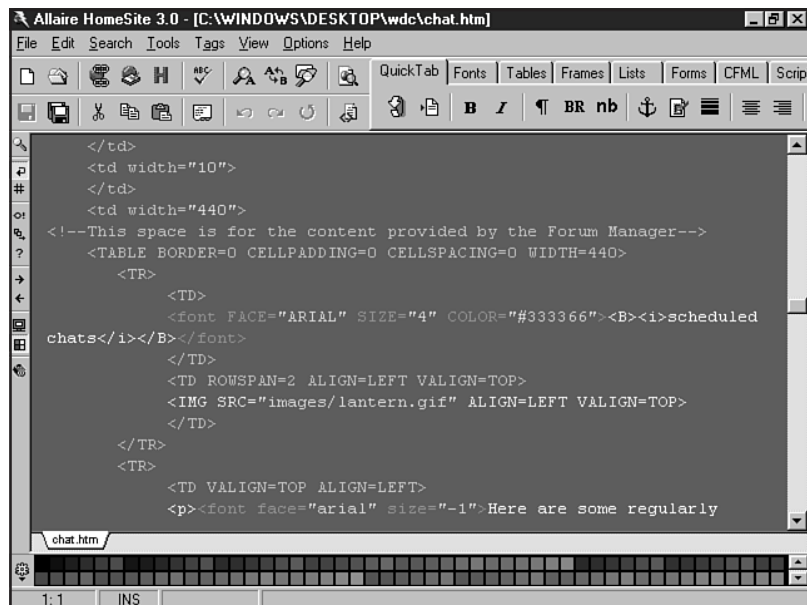 Allaire HomeSite 3.0 - [C:\WINDOWS\DESKTOP\wdc\chat.htm]
File Edit Search Tools Tags View Options Help
QuickTab Fonts Tables Frames Lists Forms CFML Scrip
B I ¶ BR nb
</td>
<td width="10">
</td>
<td width="440">
<!--This space is for the content provided by the Forum Manager-->
<TABLE BORDER=0 CELLPADDING=0 CELLSPACING=0 WIDTH=440>
<TR>
<TD>
<font FACE="ARIAL" SIZE="4" COLOR="#333366"><B><i>scheduled
chats</i></B></font>
</TD>
<TD ROWSPAN=2 ALIGN=LEFT VALIGN=TOP>
<IMG SRC="images/lantern.gif" ALIGN=LEFT VALIGN=TOP>
</TD>
</TR>
<TR>
<TD VALIGN=TOP ALIGN=LEFT>
<p><font face="arial" size="-1">Here are some regularly
chat.htm
1: 1 INS